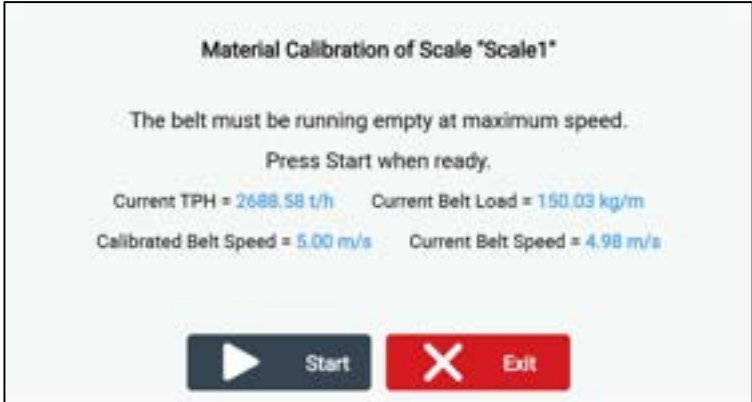 Material Calibration of Scale "Scale1"
The belt must be running empty at maximum speed.
Press Start when ready.
Current TPH = 2688.58 t/h Current Belt Load = 150.03 kg/m
Calibrated Belt Speed = 5.00 m/s Current Belt Speed = 4.98 m/s
Start Exit